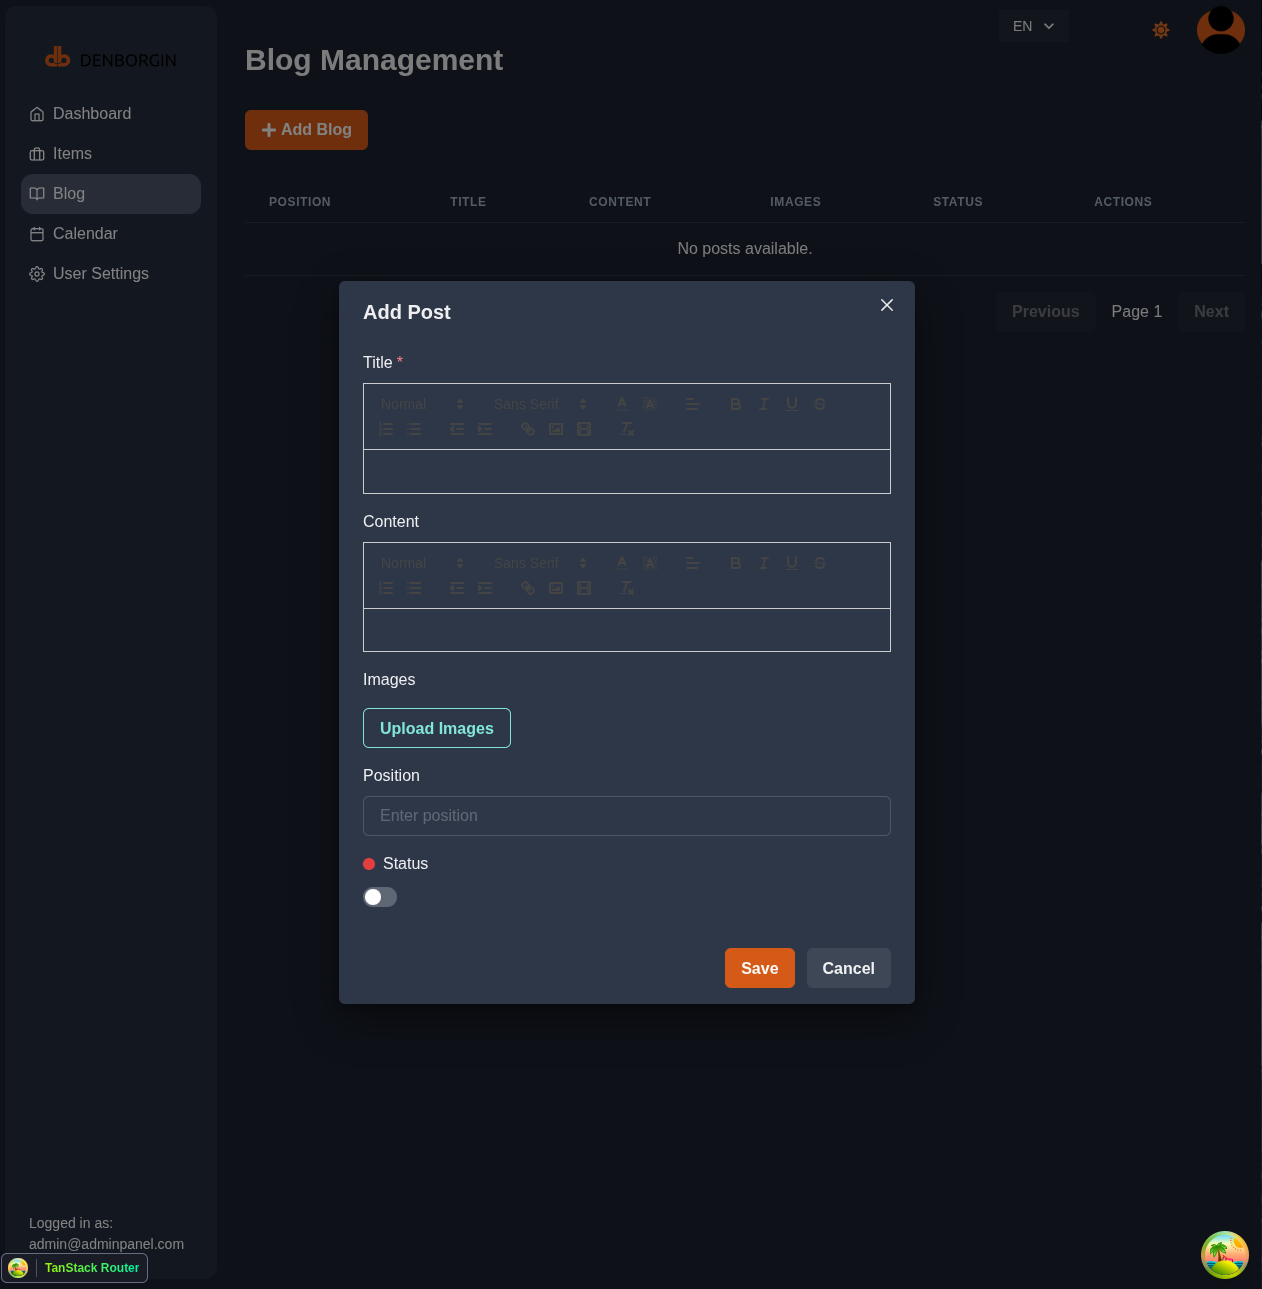 DENBORGIN
Dashboard
Items
Blog
Calendar
User Settings
EN
Blog Management
Add Blog
POSITION TITLE CONTENT IMAGES STATUS ACTIONS
No posts available.
Previous Page 1 Next
Add Post
Title *
Normal Sans Serif
Content
Normal Sans Serif
Images
Upload Images
Position
Enter position
Status
Save Cancel
Logged in as:
admin@adminpanel.com
TanStack Router